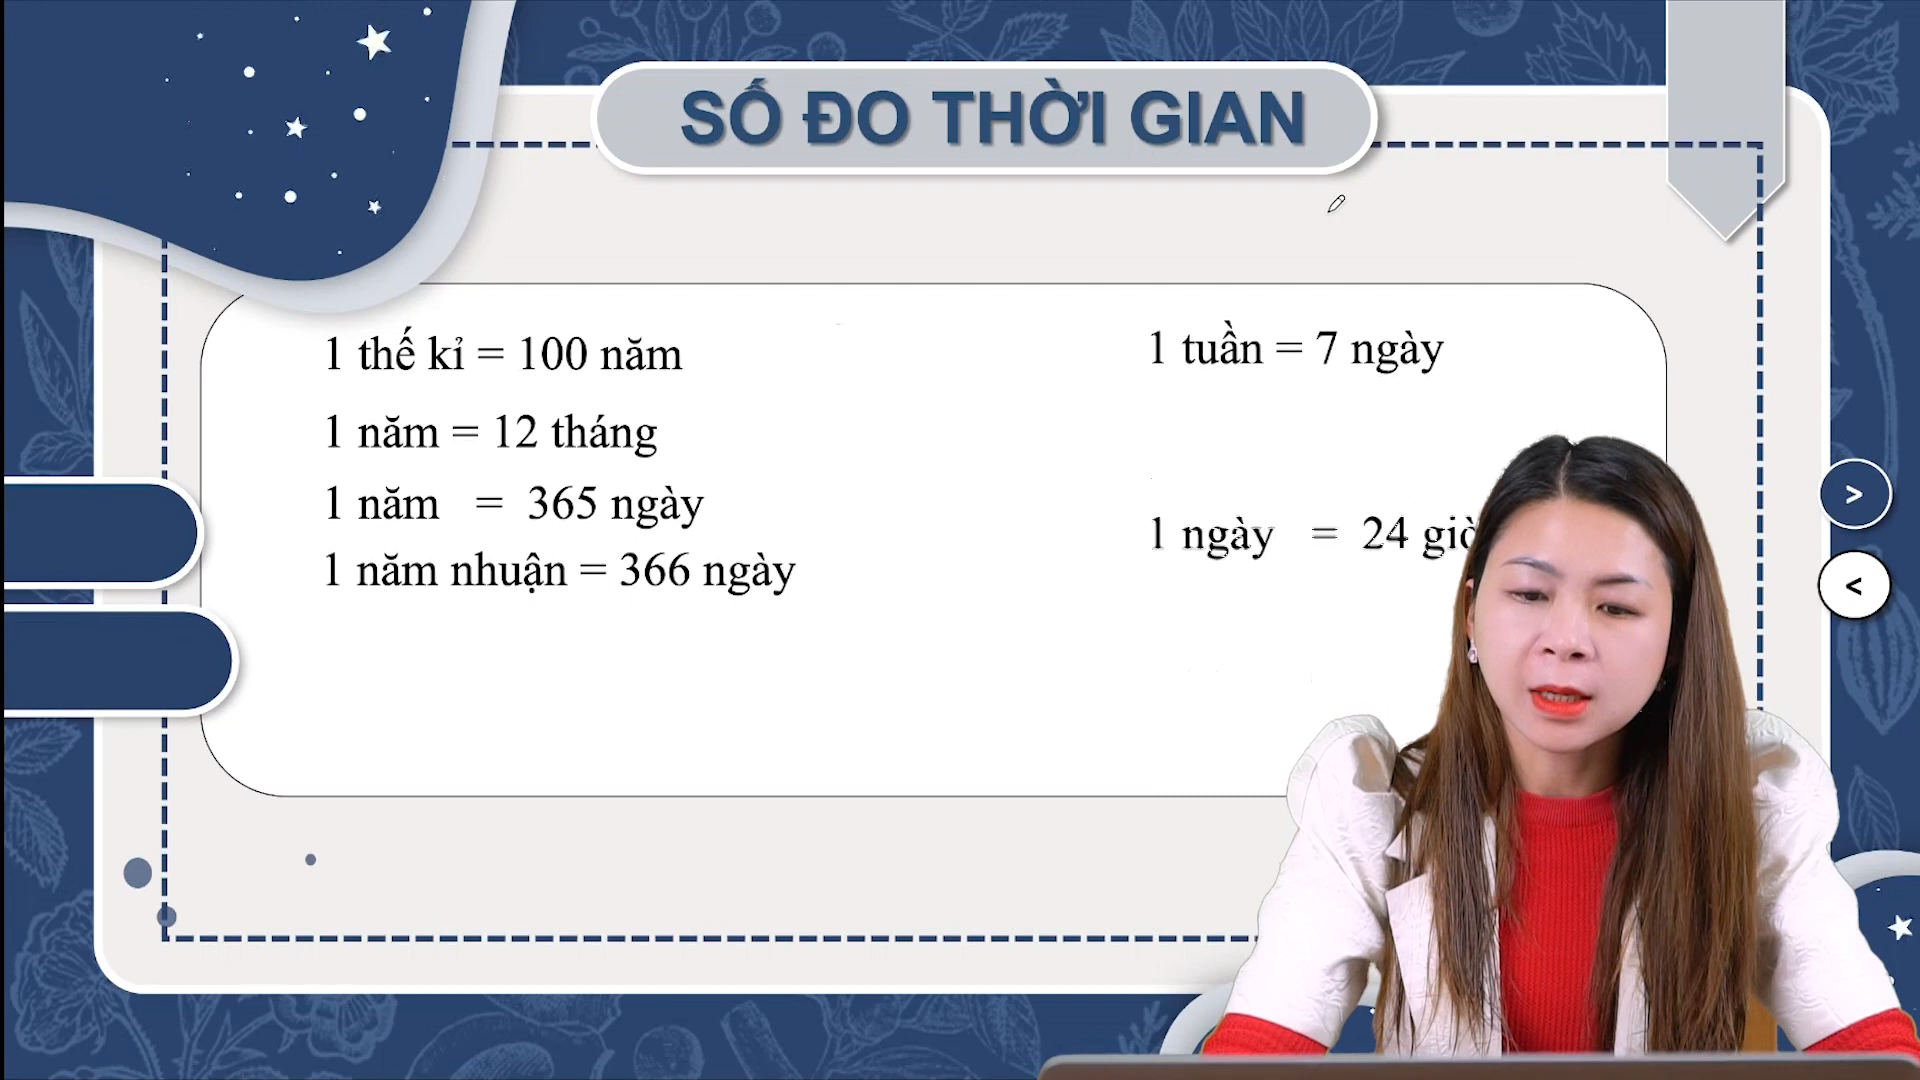 SỐ ĐO THỜI GIAN
1 thế kỉ = 100 năm
1 năm = 12 tháng
1 năm = 365 ngày
1 năm nhuận = 366 ngày
1 tuần = 7 ngày
1 ngày = 24 giờ
>
<